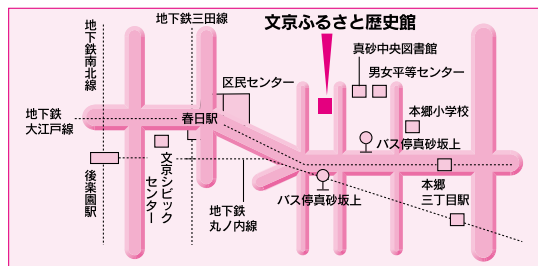 文京ふるさと歴史館
地下鉄三田線
地下鉄南北線
真砂中央図書館
男女平等センター
区民センター
地下鉄
大江戸線
春日駅
本郷小学校
バス停真砂坂上
後楽園駅
文京シビック
センター
地下鉄
丸ノ内線
バス停真砂坂上
本郷
三丁目駅